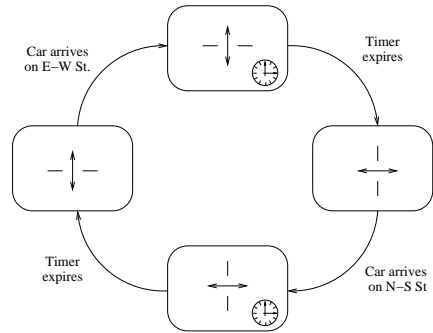 Car arrives
on E–W St.
Timer
expires
Timer
expires
Car arrives
on N–S St